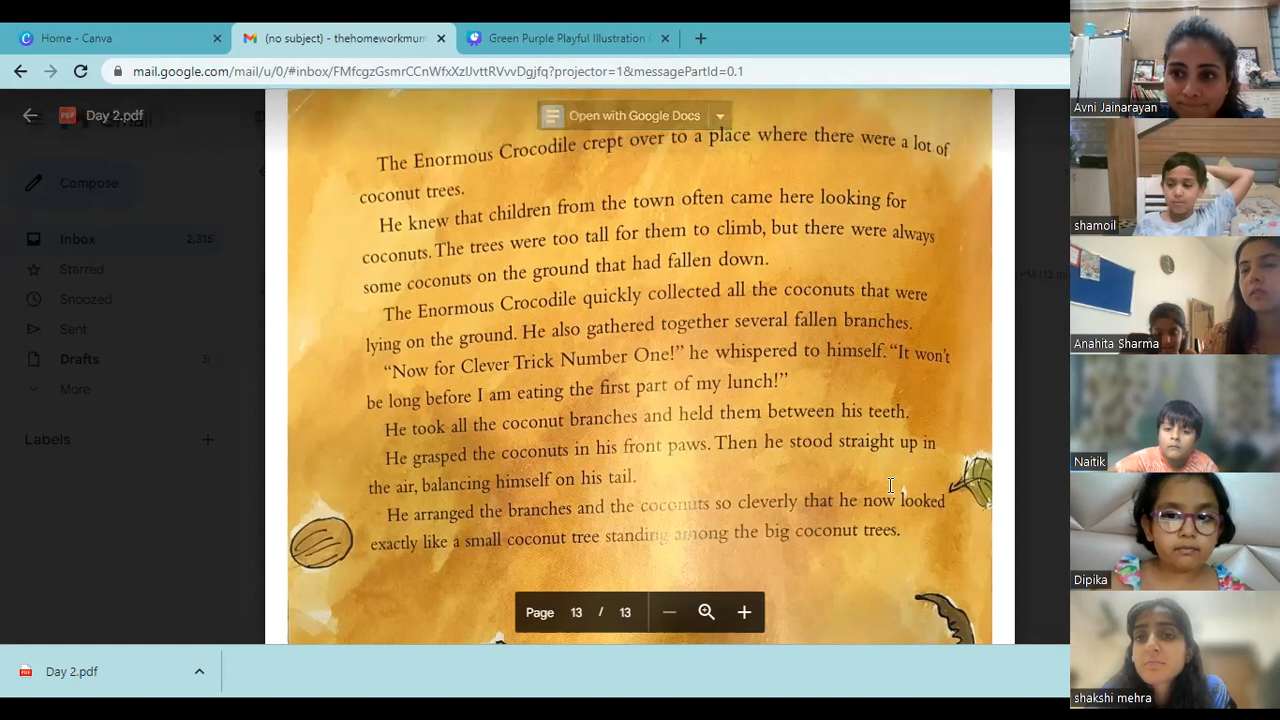 Home - Canva
(no subject) - thehomeworkmum
Green Purple Playful Illustration
mail.google.com/mail/u/0/#inbox/FMfcgzGsmrCCnWfxXzlJvttRVvvDgjfq?projector=1&messagePartId=0.1
Day 2.pdf
Open with Google Docs
Compose
Inbox 2,315
Starred
Snoozed
Sent
Drafts 3
More
Labels
The Enormous Crocodile crept over to a place where there were a lot of
coconut trees.
He knew that children from the town often came here looking for
coconuts. The trees were too tall for them to climb, but there were always
some coconuts on the ground that had fallen down.
The Enormous Crocodile quickly collected all the coconuts that were
lying on the ground. He also gathered together several fallen branches.
“Now for Clever Trick Number One!” he whispered to himself. “It won't
be long before I am eating the first part of my lunch!”
He took all the coconut branches and held them between his teeth.
He grasped the coconuts in his front paws. Then he stood straight up in
the air, balancing himself on his tail.
He arranged the branches and the coconuts so cleverly that he now looked
exactly like a small coconut tree standing among the big coconut trees.
Page 13 / 13
Day 2.pdf
Avni Jainarayan
shamoil
Anahita Sharma
Naitik
Dipika
shakshi mehra